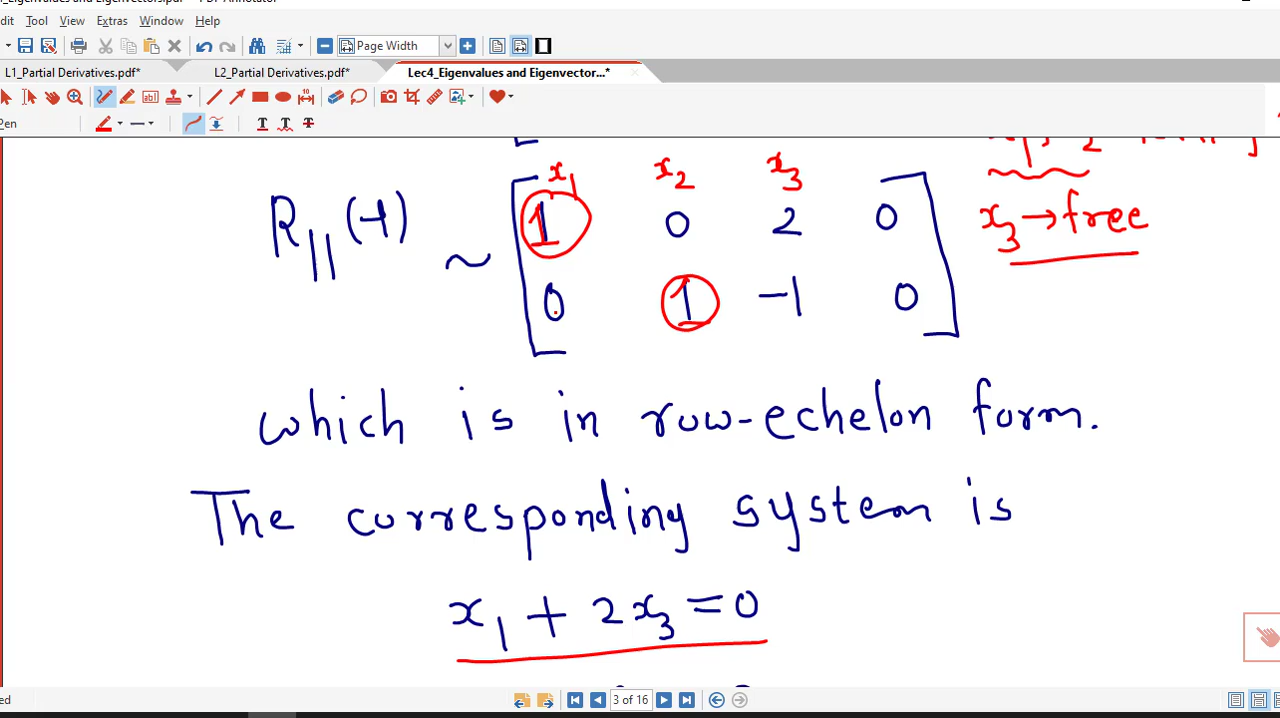 Eigenvalues and Eigenvectors.pdf - PDF Annotator
dit Tool View Extras Window Help
Page Width
L1_Partial Derivatives.pdf* L2_Partial Derivatives.pdf* Lec4_Eigenvalues and Eigenvector...*
Pen
x₁ x₂ x₃
R₁₁(-1) ~ [ 1 0 2 0 x₃ → free
0 1 -1 0 ]
which is in row-echelon form.
The corresponding system is
x₁ + 2x₃ = 0
3 of 16